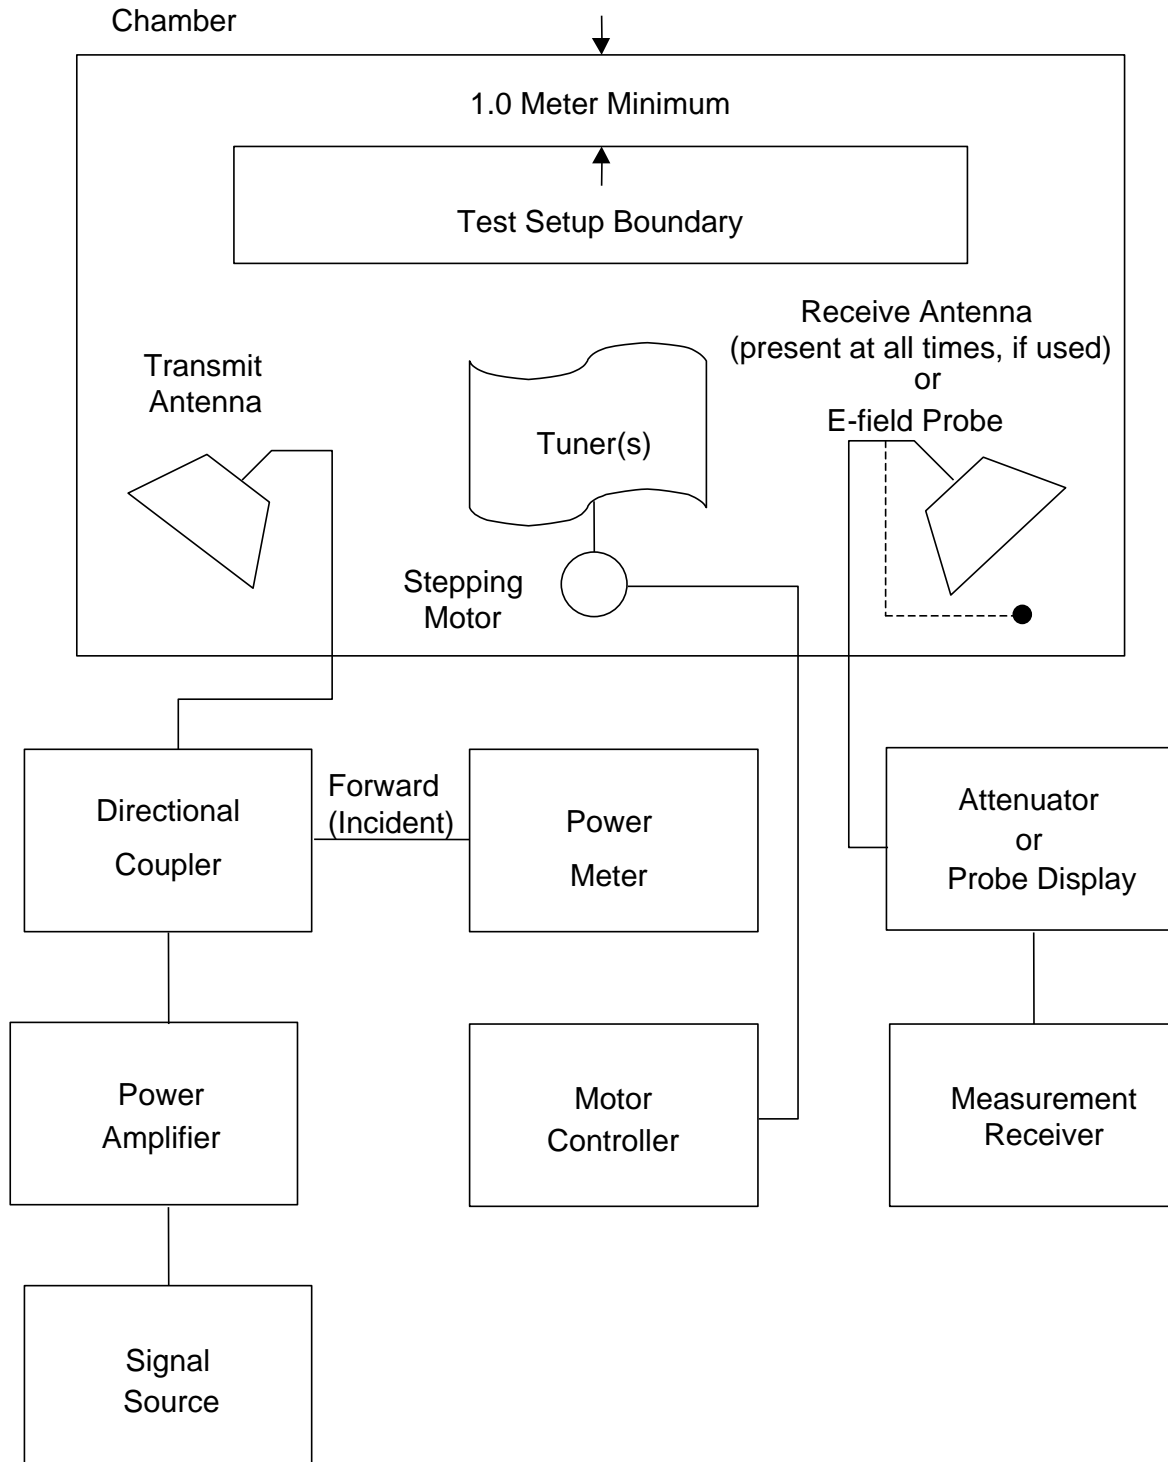 Chamber
1.0 Meter Minimum
Test Setup Boundary
Transmit
Antenna
Tuner(s)
Receive Antenna
(present at all times, if used)
or
E-field Probe
Stepping
Motor
Directional
Coupler
Forward
(Incident)
Power
Meter
Attenuator
or
Probe Display
Power
Amplifier
Motor
Controller
Measurement
Receiver
Signal
Source